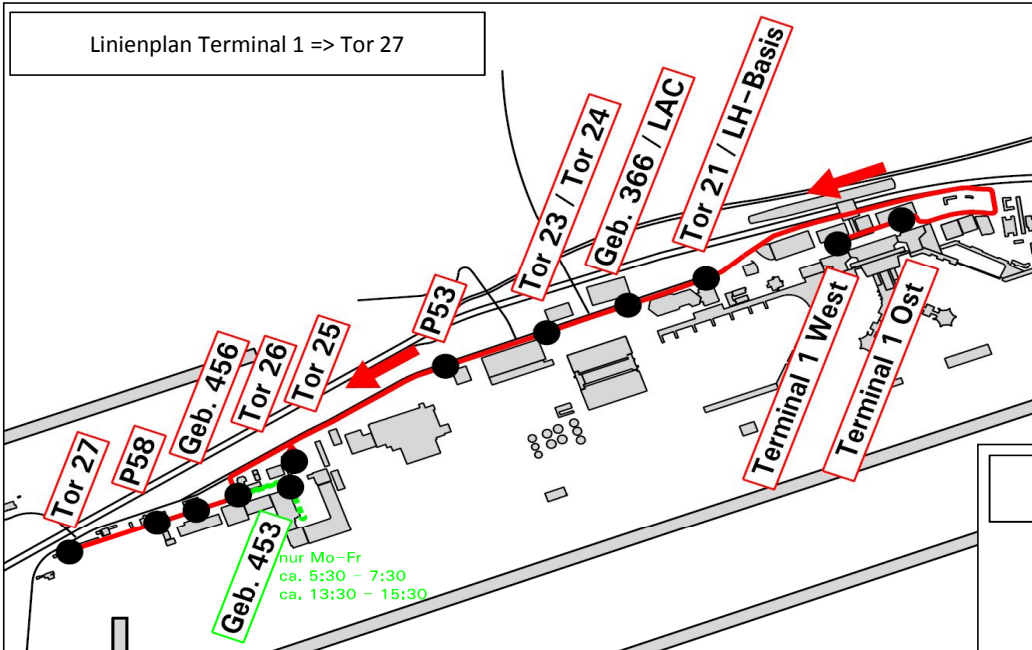 Linienplan Terminal 1 => Tor 27
Tor 27
P58
Geb. 456
Tor 26
Tor 25
P53
Tor 23 / Tor 24
Geb. 366 / LAC
Tor 21 / LH-Basis
Terminal 1 West
Terminal 1 Ost
Geb. 453
nur Mo-Fr
ca. 5:30 - 7:30
ca. 13:30 - 15:30